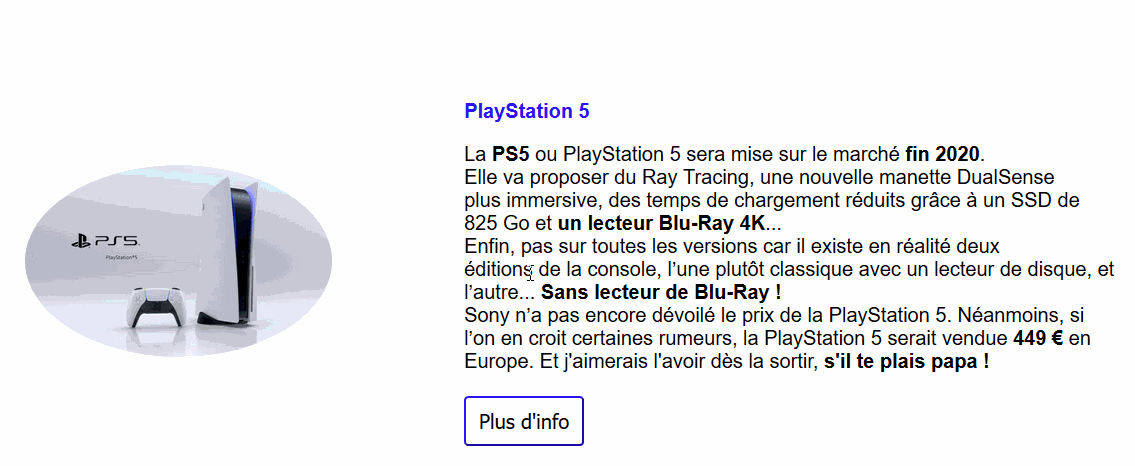 PlayStation 5
La PS5 ou PlayStation 5 sera mise sur le marché fin 2020.
Elle va proposer du Ray Tracing, une nouvelle manette DualSense
plus immersive, des temps de chargement réduits grâce à un SSD de
825 Go et un lecteur Blu-Ray 4K...
Enfin, pas sur toutes les versions car il existe en réalité deux
éditions de la console, l’une plutôt classique avec un lecteur de disque, et
l’autre... Sans lecteur de Blu-Ray !
Sony n’a pas encore dévoilé le prix de la PlayStation 5. Néanmoins, si
l’on en croit certaines rumeurs, la PlayStation 5 serait vendue 449 € en
Europe. Et j'aimerais l'avoir dès la sortir, s'il te plais papa !
Plus d'info
PS5
PlayStation®5